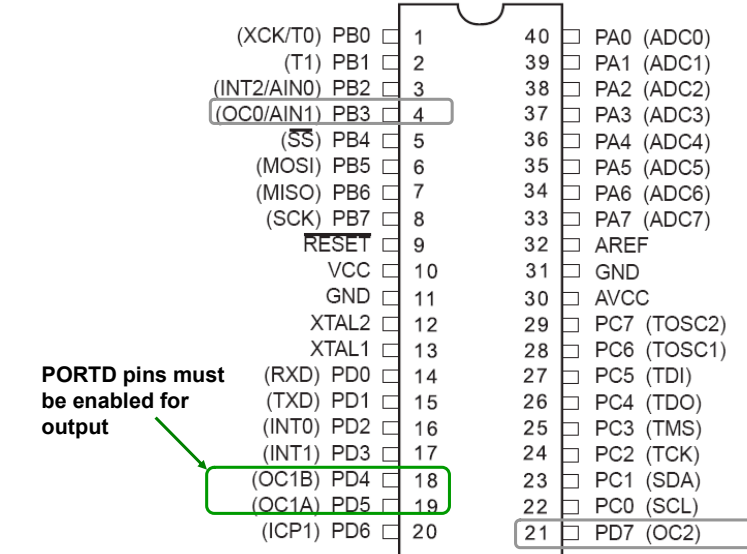 (XCK/T0) PB0 1 40 PA0 (ADC0)
(T1) PB1 2 39 PA1 (ADC1)
(INT2/AIN0) PB2 3 38 PA2 (ADC2)
(OC0/AIN1) PB3 4 37 PA3 (ADC3)
(SS) PB4 5 36 PA4 (ADC4)
(MOSI) PB5 6 35 PA5 (ADC5)
(MISO) PB6 7 34 PA6 (ADC6)
(SCK) PB7 8 33 PA7 (ADC7)
RESET 9 32 AREF
VCC 10 31 GND
GND 11 30 AVCC
XTAL2 12 29 PC7 (TOSC2)
XTAL1 13 28 PC6 (TOSC1)
PORTD pins must
be enabled for
output
(RXD) PD0 14 27 PC5 (TDI)
(TXD) PD1 15 26 PC4 (TDO)
(INT0) PD2 16 25 PC3 (TMS)
(INT1) PD3 17 24 PC2 (TCK)
(OC1B) PD4 18 23 PC1 (SDA)
(OC1A) PD5 19 22 PC0 (SCL)
(ICP1) PD6 20 21 PD7 (OC2)